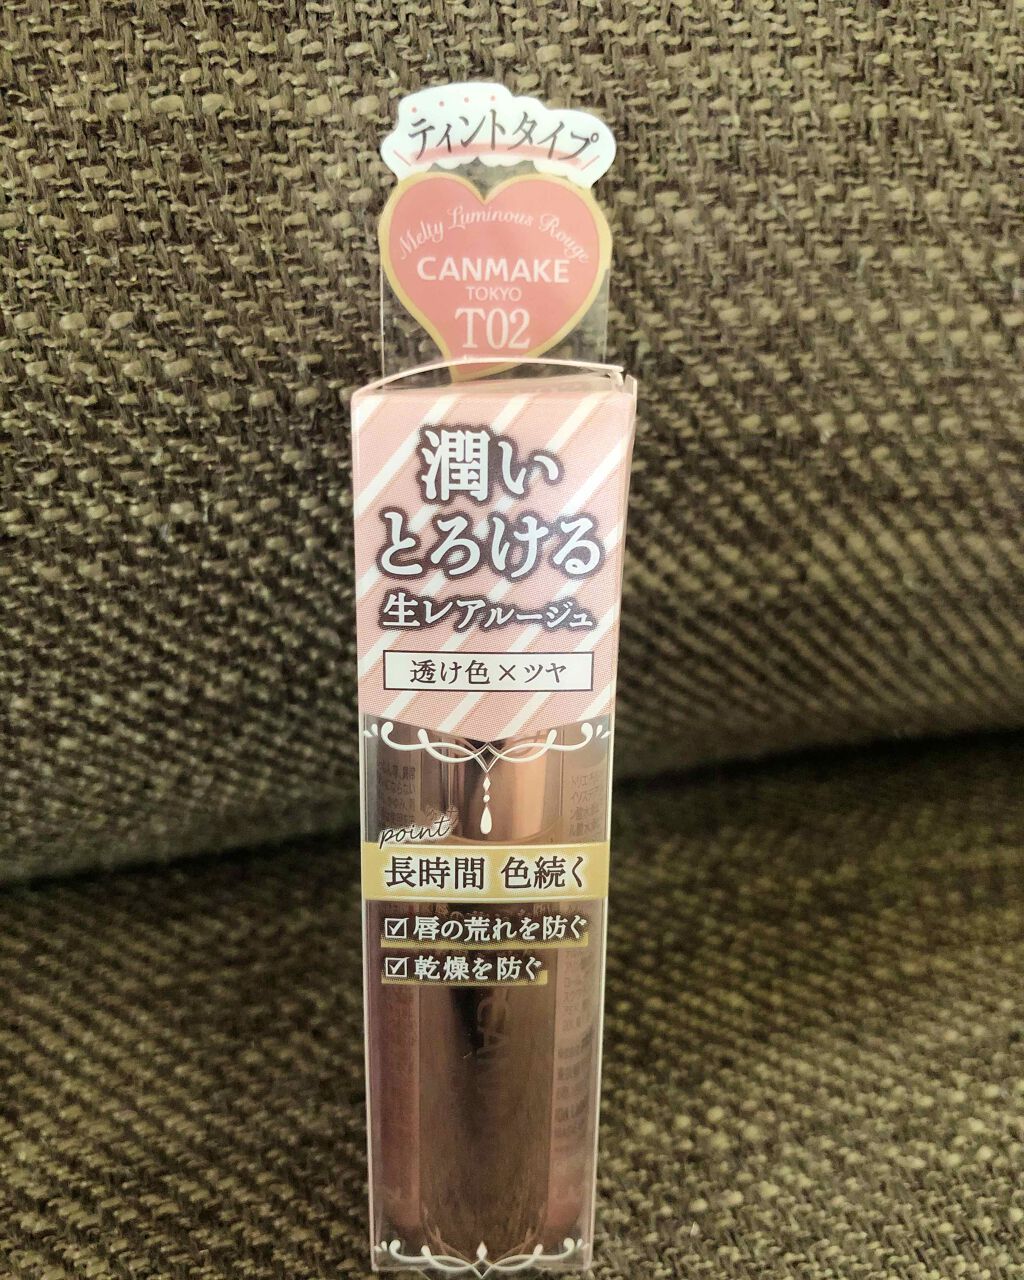 ティントタイプ
Melty Luminous Rouge
CANMAKE
TOKYO
T02
潤い
とろける
生レアルージュ
透け色×ツヤ
point
長時間 色続く
☑唇の荒れを防ぐ
☑乾燥を防ぐ